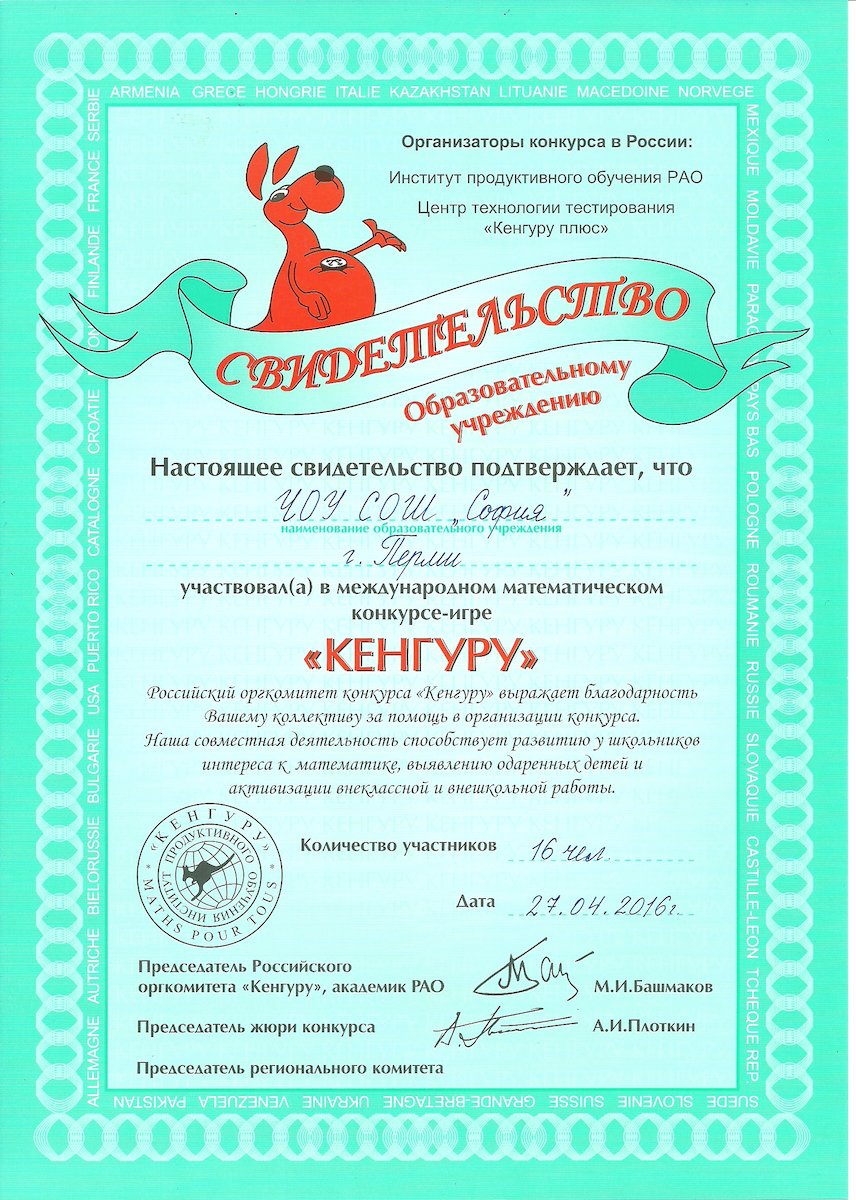 ARMENIA GRECE HONGRIE ITALIE KAZAKHSTAN LITUANIE MACEDOINE NORVEGE
Организаторы конкурса в России:
Институт продуктивного обучения РАО
Центр технологии тестирования
«Кенгуру плюс»
СВИДЕТЕЛЬСТВО
Образовательному
учреждению
Настоящее свидетельство подтверждает, что
ЧОУ СОШ „София"
наименование образовательного учреждения
г. Перми
участвовал(а) в международном математическом
конкурсе-игре
«КЕНГУРУ»
Российский оргкомитет конкурса «Кенгуру» выражает благодарность
Вашему коллективу за помощь в организации конкурса.
Наша совместная деятельность способствует развитию у школьников
интереса к математике, выявлению одаренных детей и
активизации внеклассной и внешкольной работы.
«КЕНГУРУ»
MATHS POUR TOUS
ИНСТИТУТ ПРОДУКТИВНОГО ОБУЧЕНИЯ
Количество участников 16 чел.
Дата 27.04.2016г.
Председатель Российского
оргкомитета «Кенгуру», академик РАО М.И.Башмаков
Председатель жюри конкурса А.И.Плоткин
Председатель регионального комитета
MEXIQUE MOLDAVIE PARAG PAYS BAS POLOGNE ROUMANIE RUSSIE SLOVAQUIE CASTILLE-LEON TCHEQUE REP
SUEDE SLOVENIE SUISSE GRANDE-BRETAGNE UKRAINE VENEZUELA PAKISTAN
ALLEMAGNE AUTRICHE BIELORUSSIE BULGARIE USA PUERTO RICO CATALOGNE CROATIE FINLANDE FRANCE SERBIE